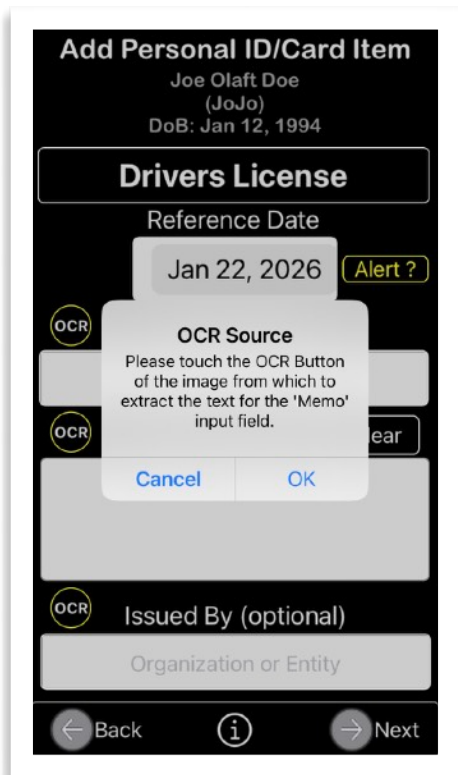 Add Personal ID/Card Item
Joe Olaft Doe
(JoJo)
DoB: Jan 12, 1994
Drivers License
Reference Date
Jan 22, 2026
Alert ?
OCR
OCR Source
Please touch the OCR Button
of the image from which to
extract the text for the 'Memo'
input field.
OCR
lear
Cancel
OK
OCR
Issued By (optional)
Organization or Entity
Back
Next